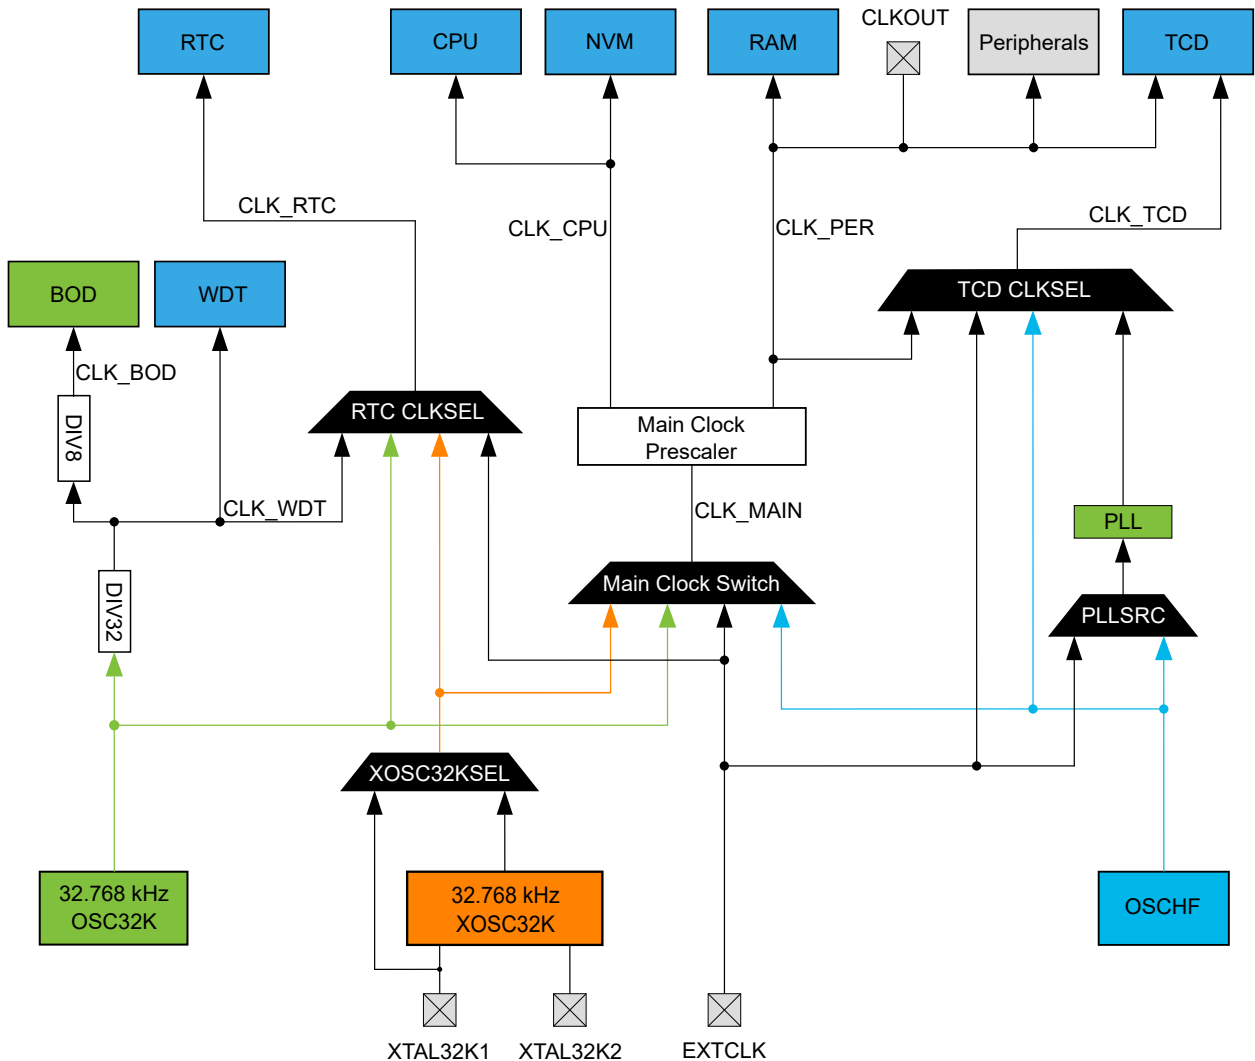 CLKOUT
RTC
CPU
NVM
RAM
Peripherals
TCD
CLK_RTC
CLK_CPU
CLK_PER
CLK_TCD
BOD
WDT
TCD CLKSEL
CLK_BOD
DIV8
RTC CLKSEL
Main Clock
Prescaler
CLK_WDT
CLK_MAIN
PLL
DIV32
Main Clock Switch
PLLSRC
XOSC32KSEL
32.768 kHz
OSC32K
32.768 kHz
XOSC32K
OSCHF
XTAL32K1
XTAL32K2
EXTCLK